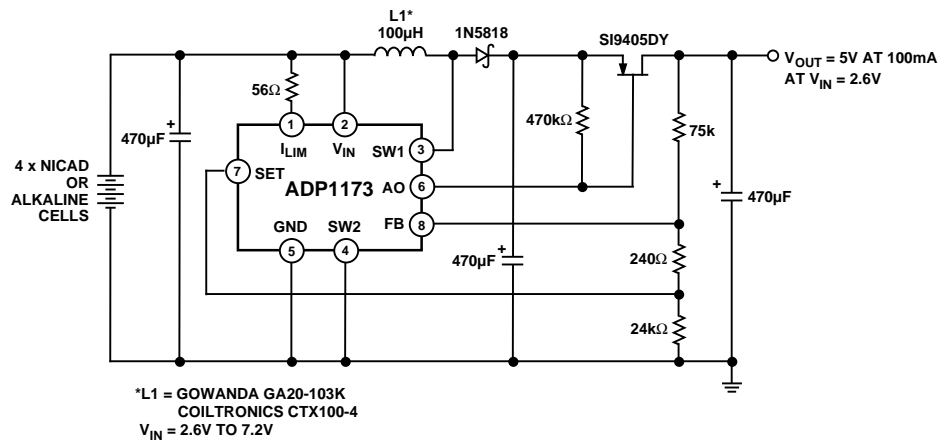 L1*
100µH
1N5818
SI9405DY
V_OUT = 5V AT 100mA
AT V_IN = 2.6V
56Ω
470kΩ
75k
470µF
+
1
2
I_LIM
V_IN
SW1
3
4 x NICAD
OR
ALKALINE
CELLS
7
SET
ADP1173
AO
6
+
470µF
GND
SW2
FB
8
5
4
+
470µF
240Ω
24kΩ
*L1 = GOWANDA GA20-103K
COILTRONICS CTX100-4
V_IN = 2.6V TO 7.2V